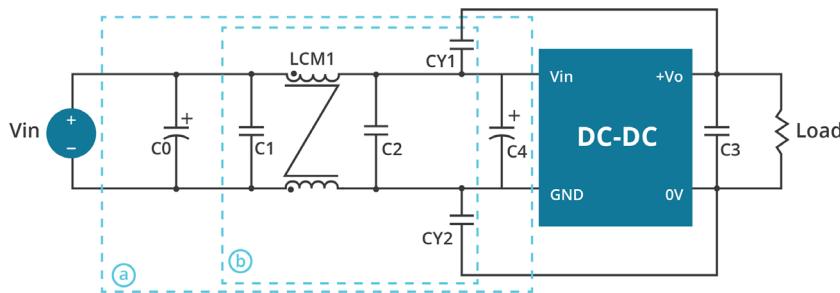 LCM1
CY1
Vin
+Vo
Vin
+
−
+
C0
C1
C2
+
C4
DC-DC
C3
Load
GND
0V
CY2
a
b